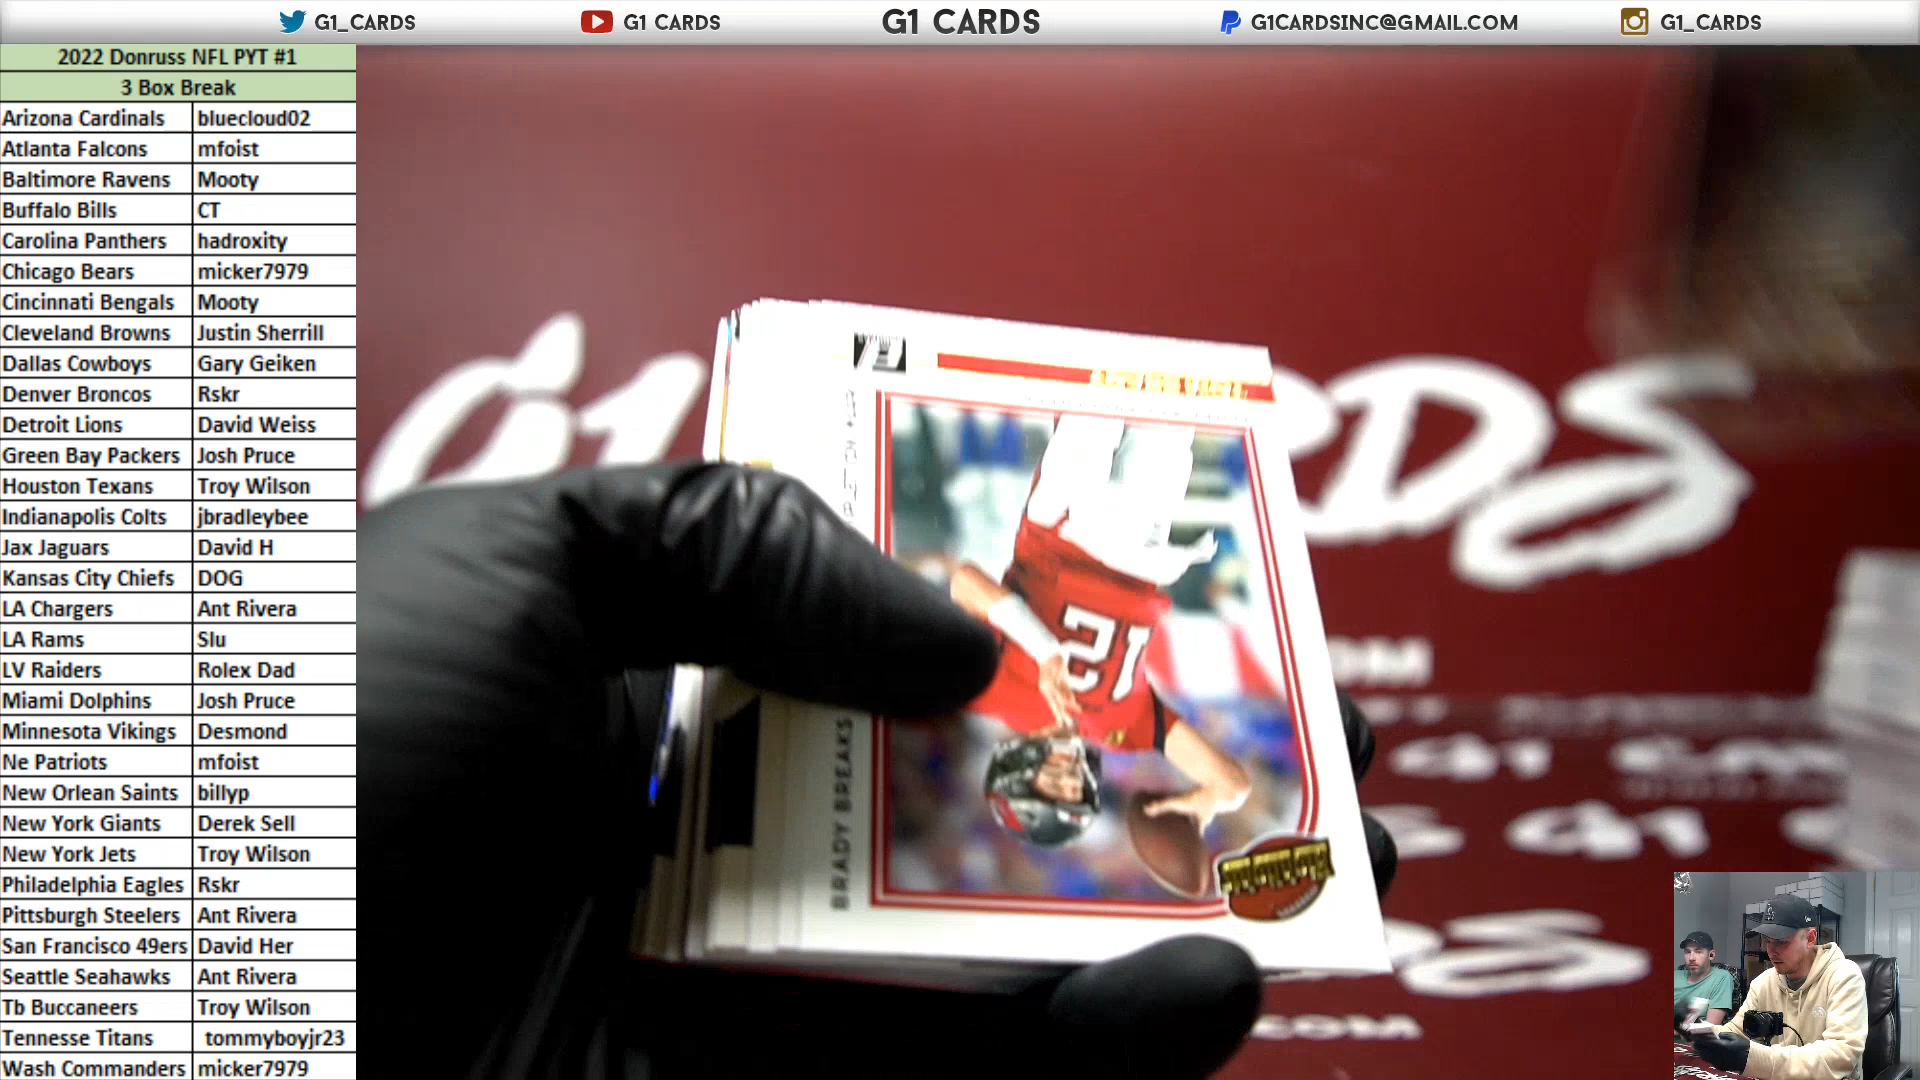 G1_CARDS
G1 CARDS
G1 CARDS
G1CARDSINC@GMAIL.COM
G1_CARDS
2022 Donruss NFL PYT #1
3 Box Break
Arizona Cardinals bluecloud02
Atlanta Falcons mfoist
Baltimore Ravens Mooty
Buffalo Bills CT
Carolina Panthers hadroxity
Chicago Bears micker7979
Cincinnati Bengals Mooty
Cleveland Browns Justin Sherrill
Dallas Cowboys Gary Geiken
Denver Broncos Rskr
Detroit Lions David Weiss
Green Bay Packers Josh Pruce
Houston Texans Troy Wilson
Indianapolis Colts jbradleybee
Jax Jaguars David H
Kansas City Chiefs DOG
LA Chargers Ant Rivera
LA Rams Slu
LV Raiders Rolex Dad
Miami Dolphins Josh Pruce
Minnesota Vikings Desmond
Ne Patriots mfoist
New Orlean Saints billyp
New York Giants Derek Sell
New York Jets Troy Wilson
Philadelphia Eagles Rskr
Pittsburgh Steelers Ant Rivera
San Francisco 49ers David Her
Seattle Seahawks Ant Rivera
Tb Buccaneers Troy Wilson
Tennesse Titans tommyboyjr23
Wash Commanders micker7979
G1 CARDS
BRADY BREAKS
12
.COM